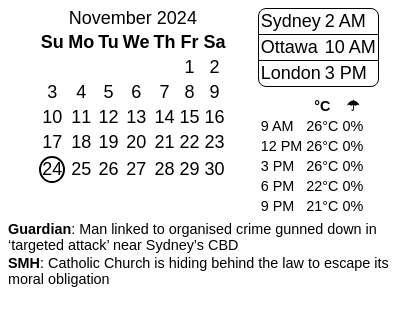 November 2024
Su Mo Tu We Th Fr Sa
1 2
3 4 5 6 7 8 9
10 11 12 13 14 15 16
17 18 19 20 21 22 23
24 25 26 27 28 29 30
Sydney 2 AM
Ottawa 10 AM
London 3 PM
°C ☂
9 AM 26°C 0%
12 PM 26°C 0%
3 PM 26°C 0%
6 PM 22°C 0%
9 PM 21°C 0%
Guardian: Man linked to organised crime gunned down in
‘targeted attack’ near Sydney's CBD
SMH: Catholic Church is hiding behind the law to escape its
moral obligation